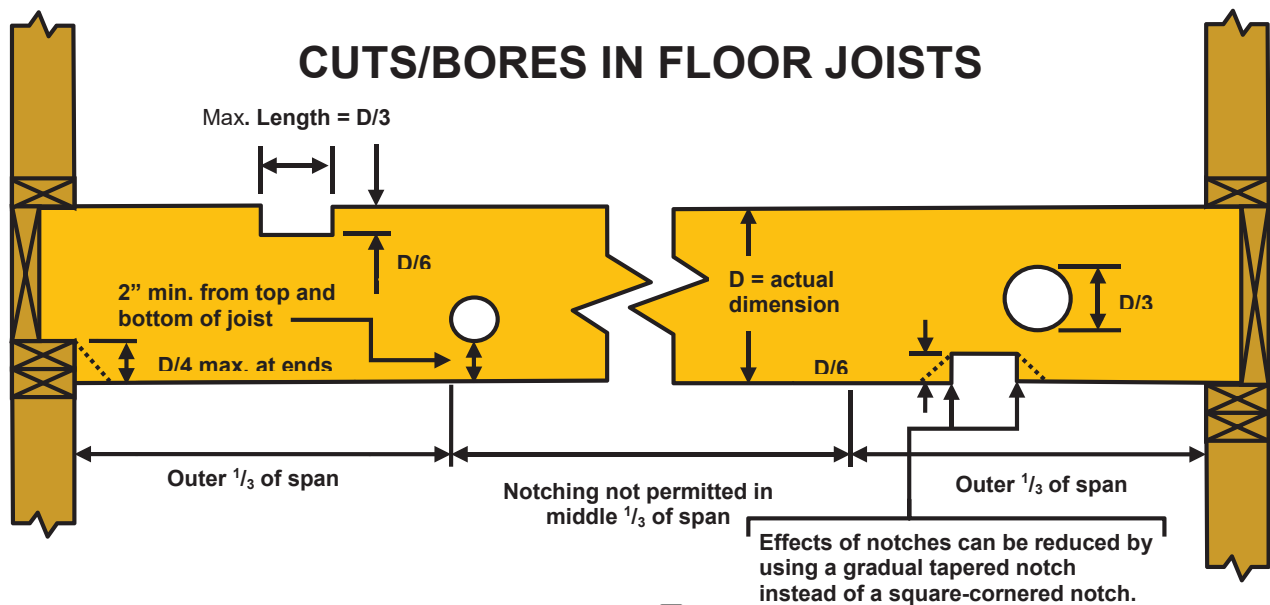 CUTS/BORES IN FLOOR JOISTS
Max. Length = D/3
D/6
2” min. from top and
bottom of joist
D/4 max. at ends
D = actual
dimension
D/3
D/6
Outer 1/3 of span
Notching not permitted in
middle 1/3 of span
Outer 1/3 of span
Effects of notches can be reduced by
using a gradual tapered notch
instead of a square-cornered notch.